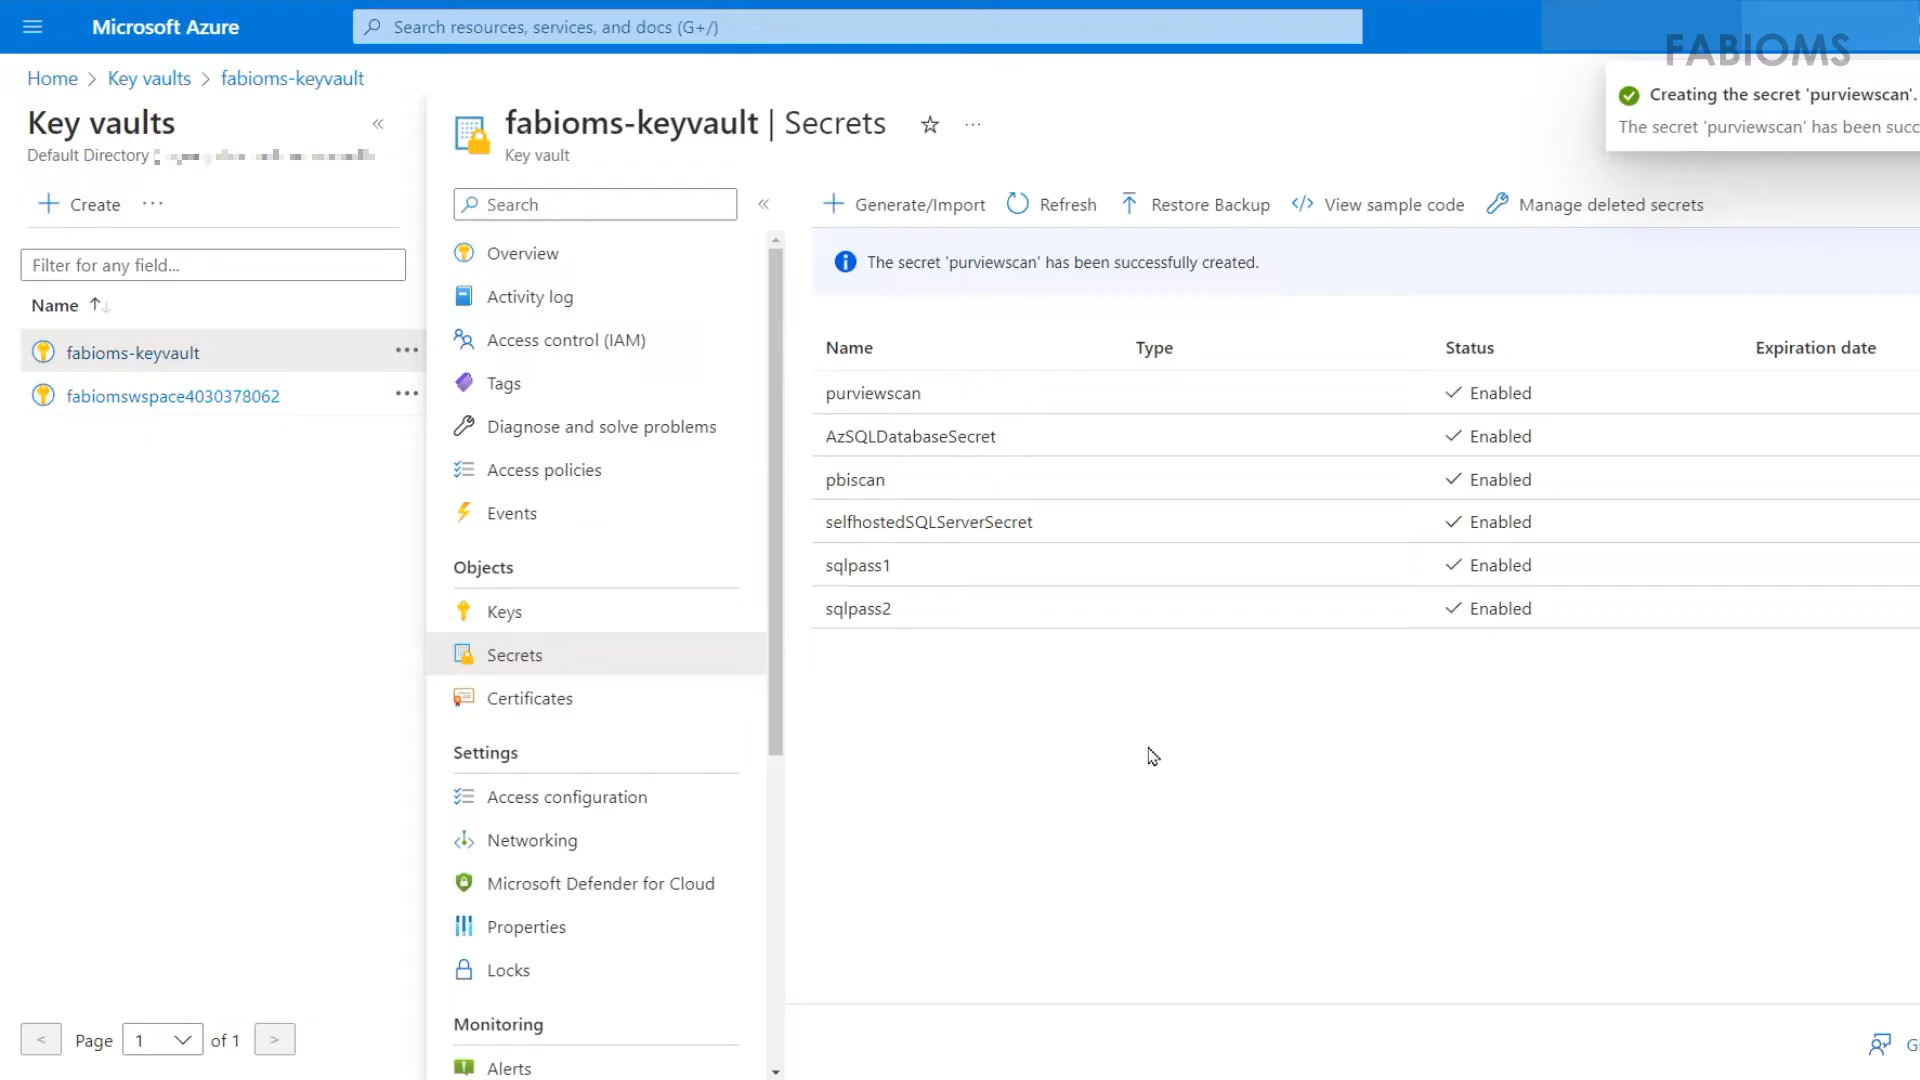 Microsoft Azure
Search resources, services, and docs (G+/)
FABIOMS
Home > Key vaults > fabioms-keyvault
Creating the secret 'purviewscan'.
The secret 'purviewscan' has been succ
Key vaults «
Default Directory
fabioms-keyvault | Secrets ☆ ···
Key vault
+ Create ···
Search «
+ Generate/Import Refresh Restore Backup </> View sample code Manage deleted secrets
Filter for any field...
Name ↑↓
fabioms-keyvault ···
fabiomswspace4030378062 ···
Overview
Activity log
Access control (IAM)
Tags
Diagnose and solve problems
Access policies
Events
Objects
Keys
Secrets
Certificates
Settings
Access configuration
Networking
Microsoft Defender for Cloud
Properties
Locks
Monitoring
Alerts
The secret 'purviewscan' has been successfully created.
Name Type Status Expiration date
purviewscan ✓ Enabled
AzSQLDatabaseSecret ✓ Enabled
pbiscan ✓ Enabled
selfhostedSQLServerSecret ✓ Enabled
sqlpass1 ✓ Enabled
sqlpass2 ✓ Enabled
< Page 1 of 1 >
Gi